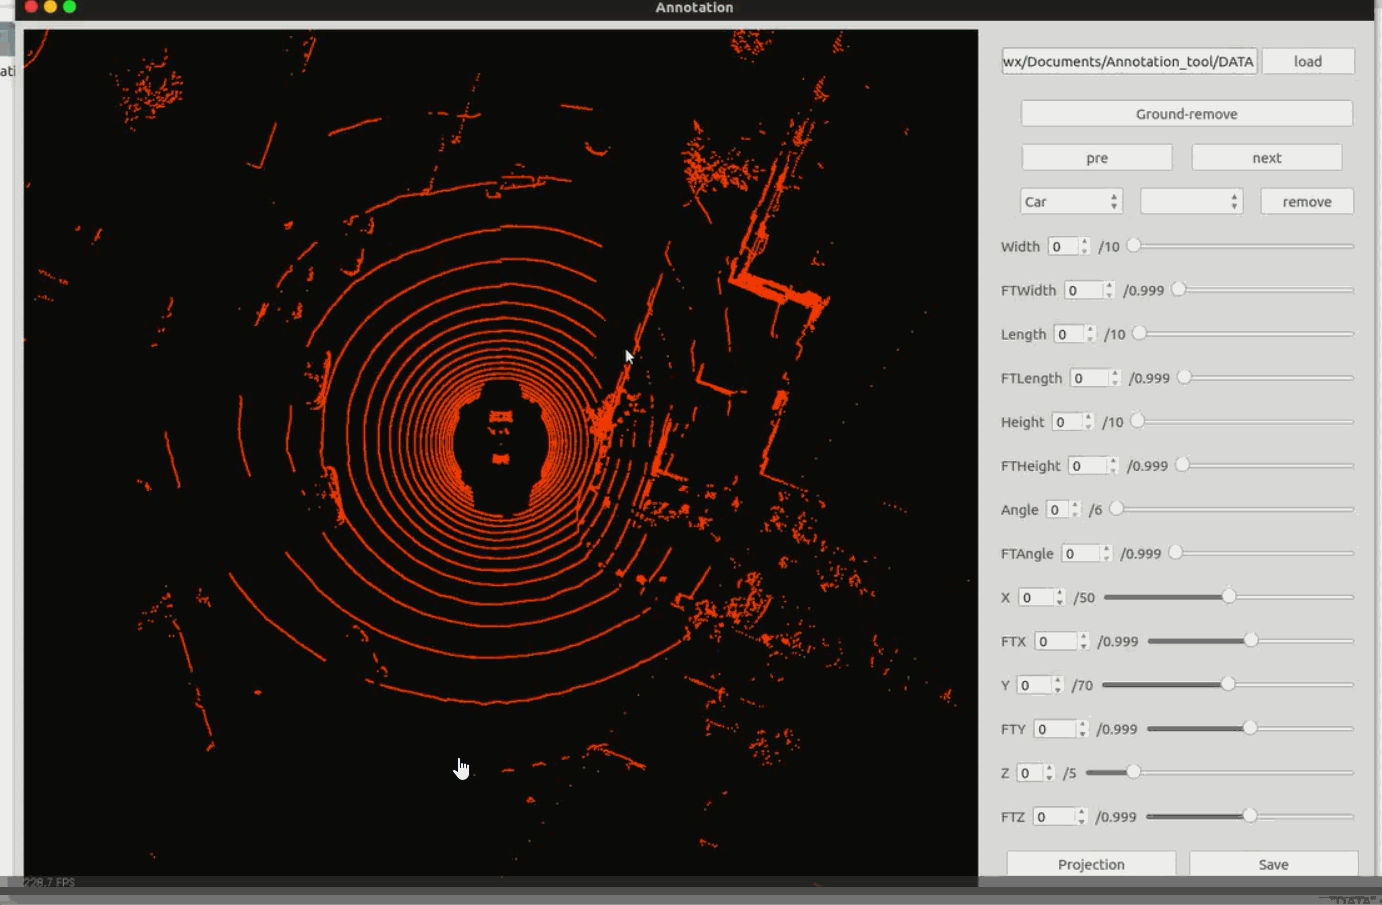 Annotation
ati
wx/Documents/Annotation_tool/DATA load
Ground-remove
pre next
Car remove
Width 0 /10
FTWidth 0 /0.999
Length 0 /10
FTLength 0 /0.999
Height 0 /10
FTHeight 0 /0.999
Angle 0 /6
FTAngle 0 /0.999
X 0 /50
FTX 0 /0.999
Y 0 /70
FTY 0 /0.999
Z 0 /5
FTZ 0 /0.999
Projection Save
228.7 FPS
"DATA"